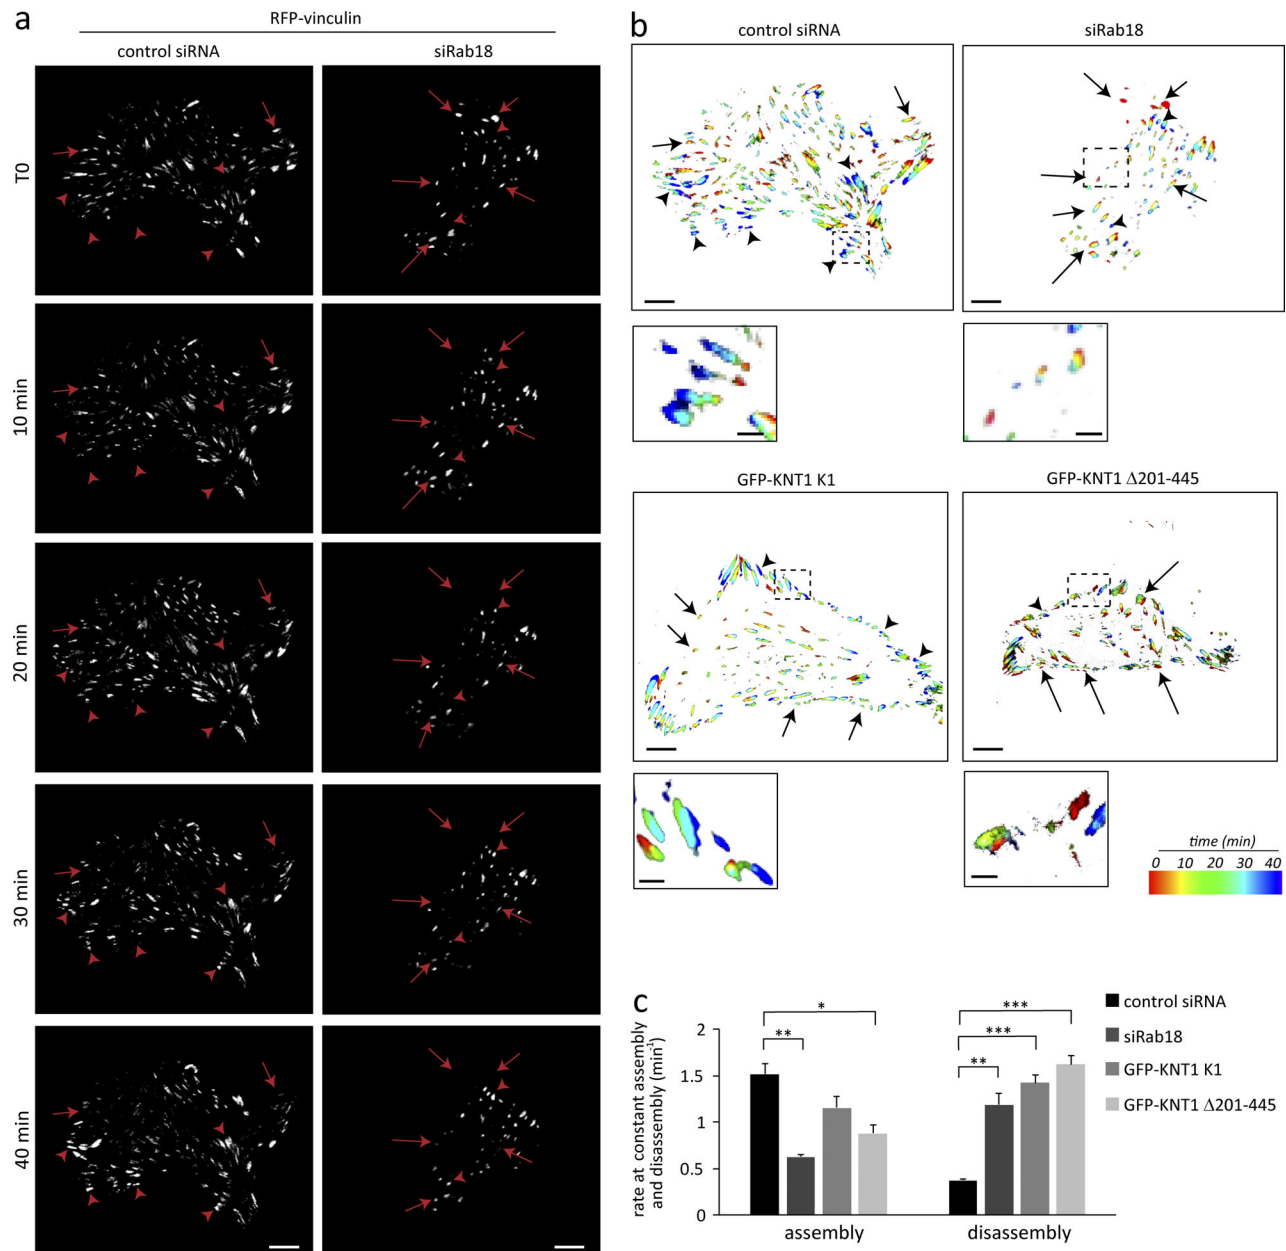 a
RFP-vinculin
control siRNA
siRab18
T0
10 min
20 min
30 min
40 min
b
control siRNA
siRab18
GFP-KNT1 K1
GFP-KNT1 Δ201-445
time (min)
0 10 20 30 40
c
rate at constant assembly
and disassembly (min⁻¹)
2
1.5
1
0.5
0
*
**
***
***
**
assembly
disassembly
control siRNA
siRab18
GFP-KNT1 K1
GFP-KNT1 Δ201-445